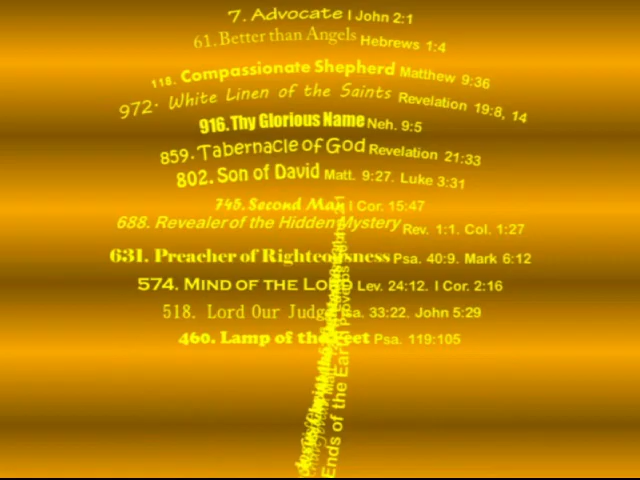 7. Advocate I John 2:1
61. Better than Angels Hebrews 1:4
118. Compassionate Shepherd Matthew 9:36
972. White Linen of the Saints Revelation 19:8, 14
916. Thy Glorious Name Neh. 9:5
859. Tabernacle of God Revelation 21:33
802. Son of David Matt. 9:27. Luke 3:31
745. Second Man I Cor. 15:47
688. Revealer of the Hidden Mystery Rev. 1:1. Col. 1:27
631. Preacher of Righteousness Psa. 40:9. Mark 6:12
574. Mind of the Lord Lev. 24:12. I Cor. 2:16
518. Lord Our Judge Psa. 33:22. John 5:29
460. Lamp of the Feet Psa. 119:105
Ends of the Earth Proverbs